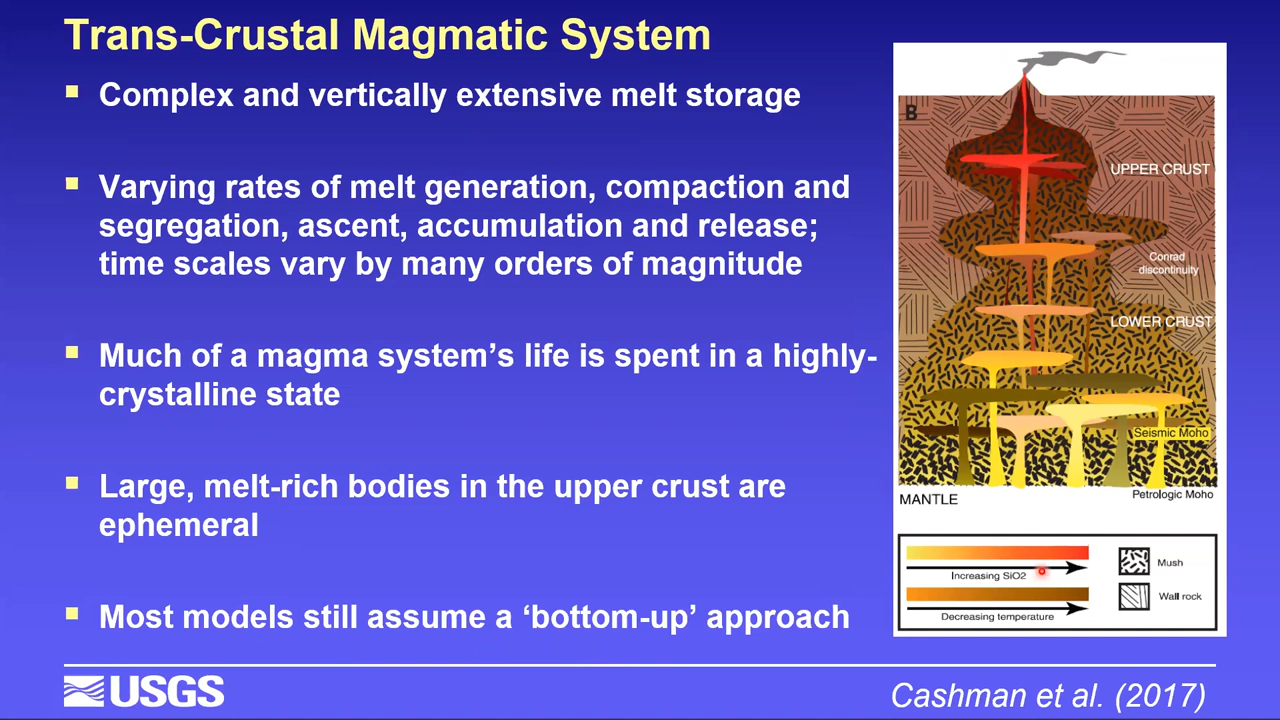 Trans-Crustal Magmatic System
Complex and vertically extensive melt storage
Varying rates of melt generation, compaction and
segregation, ascent, accumulation and release;
time scales vary by many orders of magnitude
Much of a magma system's life is spent in a highly-
crystalline state
Large, melt-rich bodies in the upper crust are
ephemeral
Most models still assume a ‘bottom-up’ approach
B
UPPER CRUST
Conrad
discontinuity
LOWER CRUST
Seismic Moho
Petrologic Moho
MANTLE
Increasing SiO2
Mush
Decreasing temperature
Wall rock
USGS
Cashman et al. (2017)